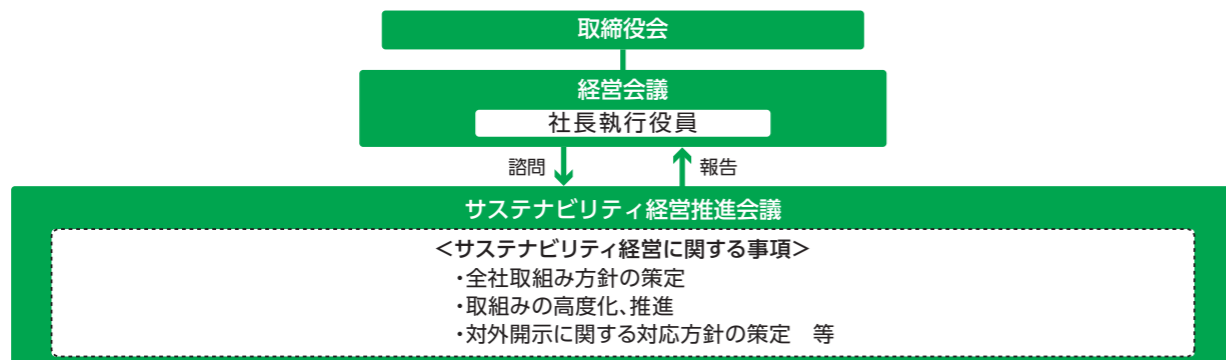 取締役会
経営会議
社長執行役員
諮問
報告
サステナビリティ経営推進会議
＜サステナビリティ経営に関する事項＞
・全社取組み方針の策定
・取組みの高度化、推進
・対外開示に関する対応方針の策定　等